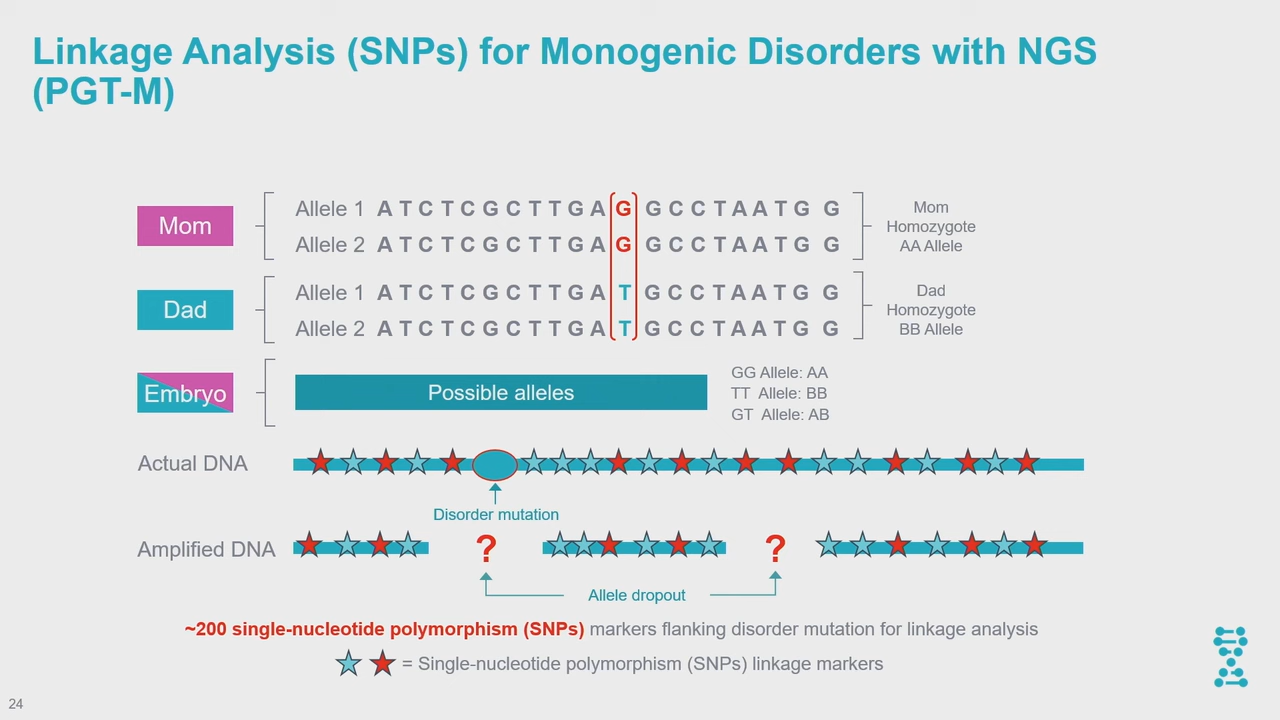 Linkage Analysis (SNPs) for Monogenic Disorders with NGS
(PGT-M)
Mom
Allele 1 A T C T C G C T T G A G G C C T A A T G G
Allele 2 A T C T C G C T T G A G G C C T A A T G G
Mom
Homozygote
AA Allele
Dad
Allele 1 A T C T C G C T T G A T G C C T A A T G G
Allele 2 A T C T C G C T T G A T G C C T A A T G G
Dad
Homozygote
BB Allele
Embryo
Possible alleles
GG Allele: AA
TT Allele: BB
GT Allele: AB
Actual DNA
Disorder mutation
Amplified DNA
? ?
Allele dropout
~200 single-nucleotide polymorphism (SNPs) markers flanking disorder mutation for linkage analysis
= Single-nucleotide polymorphism (SNPs) linkage markers
24